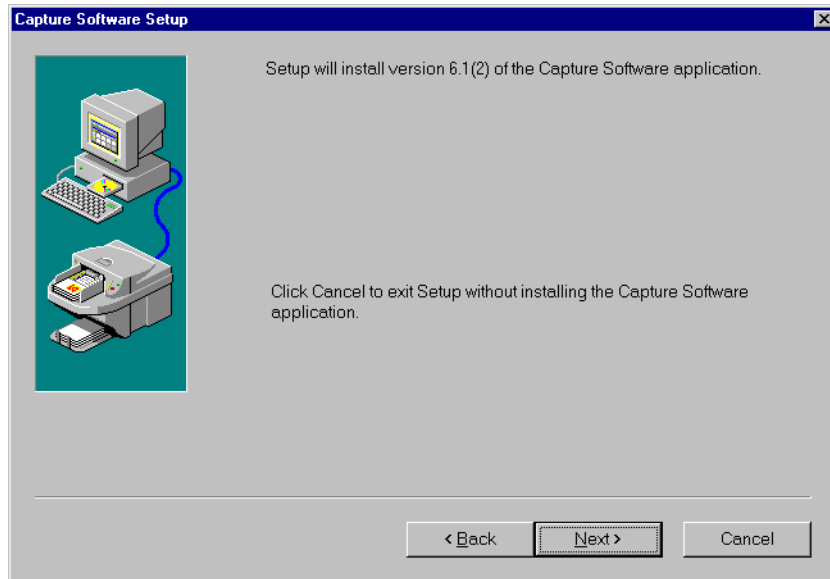 Capture Software Setup
Setup will install version 6.1(2) of the Capture Software application.
Click Cancel to exit Setup without installing the Capture Software
application.
< Back
Next >
Cancel